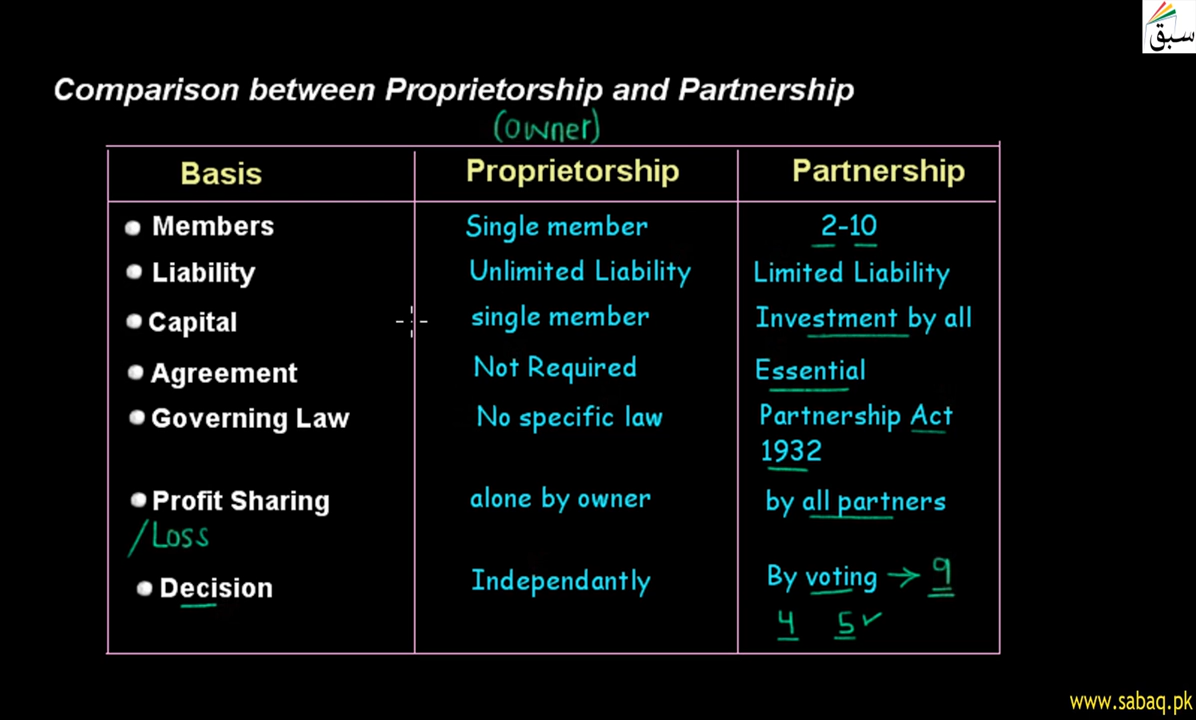 سبق
Comparison between Proprietorship and Partnership
(owner)
Basis Proprietorship Partnership
Members Single member 2-10
Liability Unlimited Liability Limited Liability
Capital single member Investment by all
Agreement Not Required Essential
Governing Law No specific law Partnership Act
1932
Profit Sharing alone by owner by all partners
/Loss
Decision Independantly By voting → 9
4 5 ✓
www.sabaq.pk